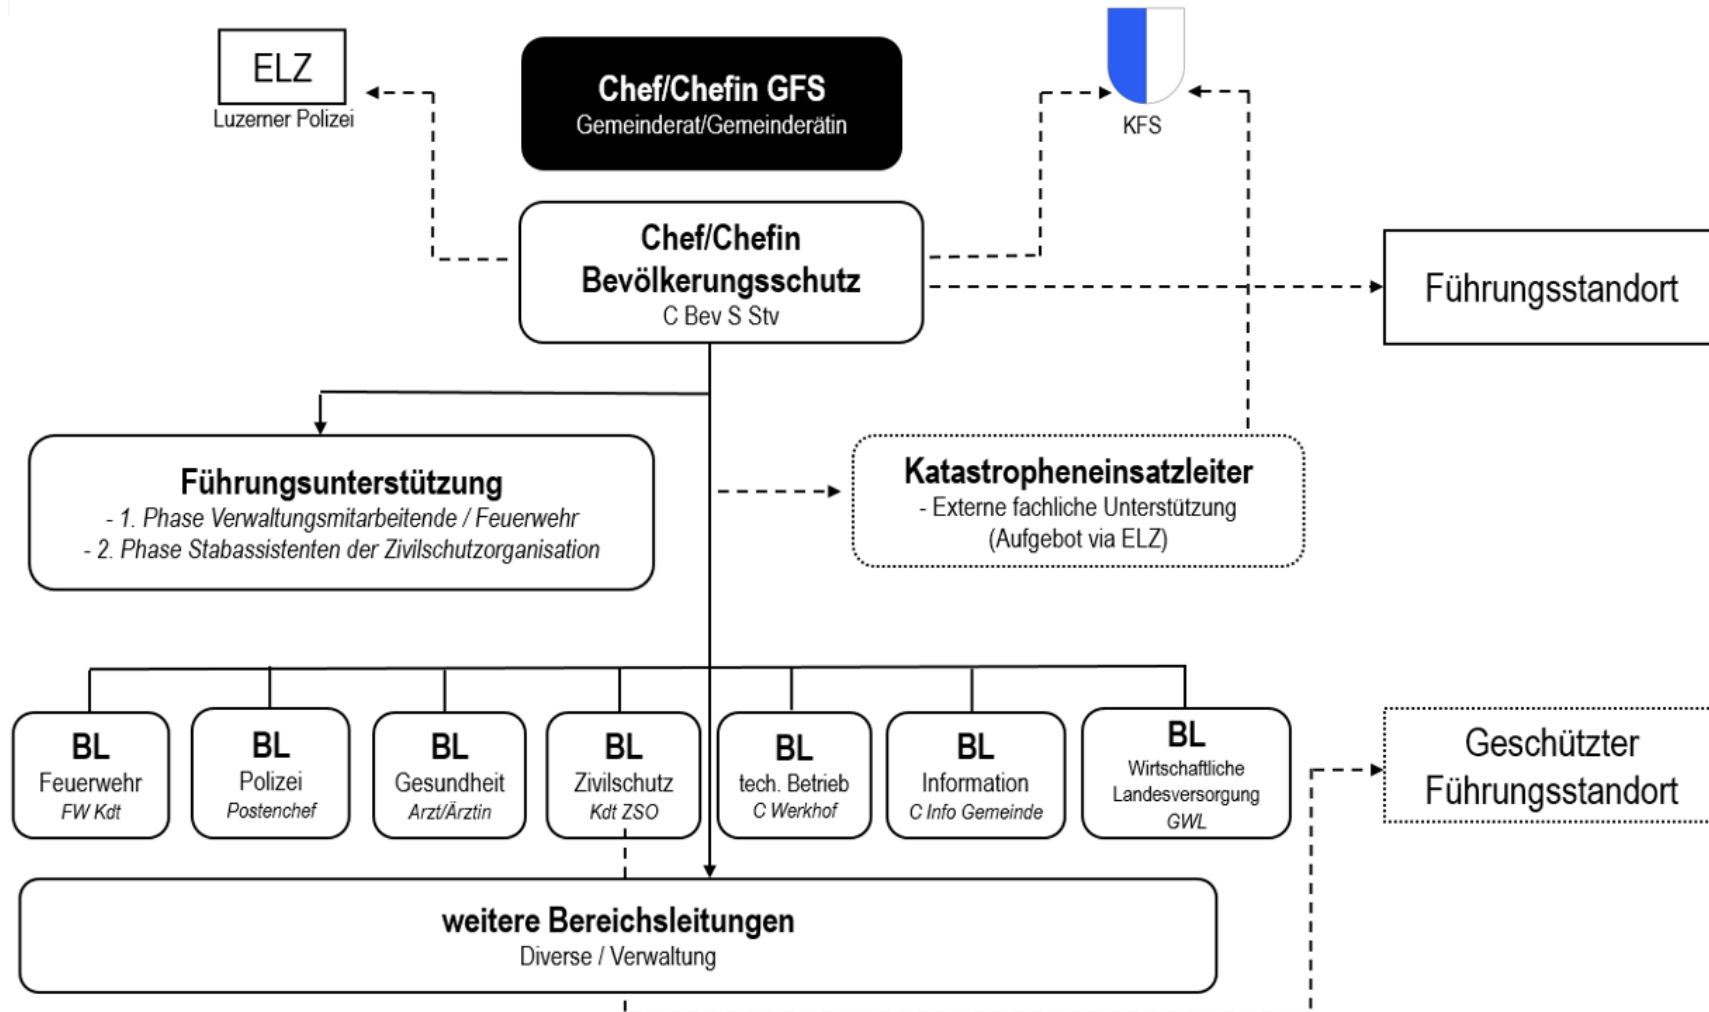 ELZ
Luzerner Polizei
Chef/Chefin GFS
Gemeinderat/Gemeinderätin
KFS
Chef/Chefin
Bevölkerungsschutz
C Bev S Stv
Führungsstandort
Führungsunterstützung
- 1. Phase Verwaltungsmitarbeitende / Feuerwehr
- 2. Phase Stabassistenten der Zivilschutzorganisation
Katastropheneinsatzleiter
- Externe fachliche Unterstützung
(Aufgebot via ELZ)
BL
Feuerwehr
FW Kdt
BL
Polizei
Postenchef
BL
Gesundheit
Arzt/Ärztin
BL
Zivilschutz
Kdt ZSO
BL
tech. Betrieb
C Werkhof
BL
Information
C Info Gemeinde
BL
Wirtschaftliche
Landesversorgung
GWL
Geschützter
Führungsstandort
weitere Bereichsleitungen
Diverse / Verwaltung